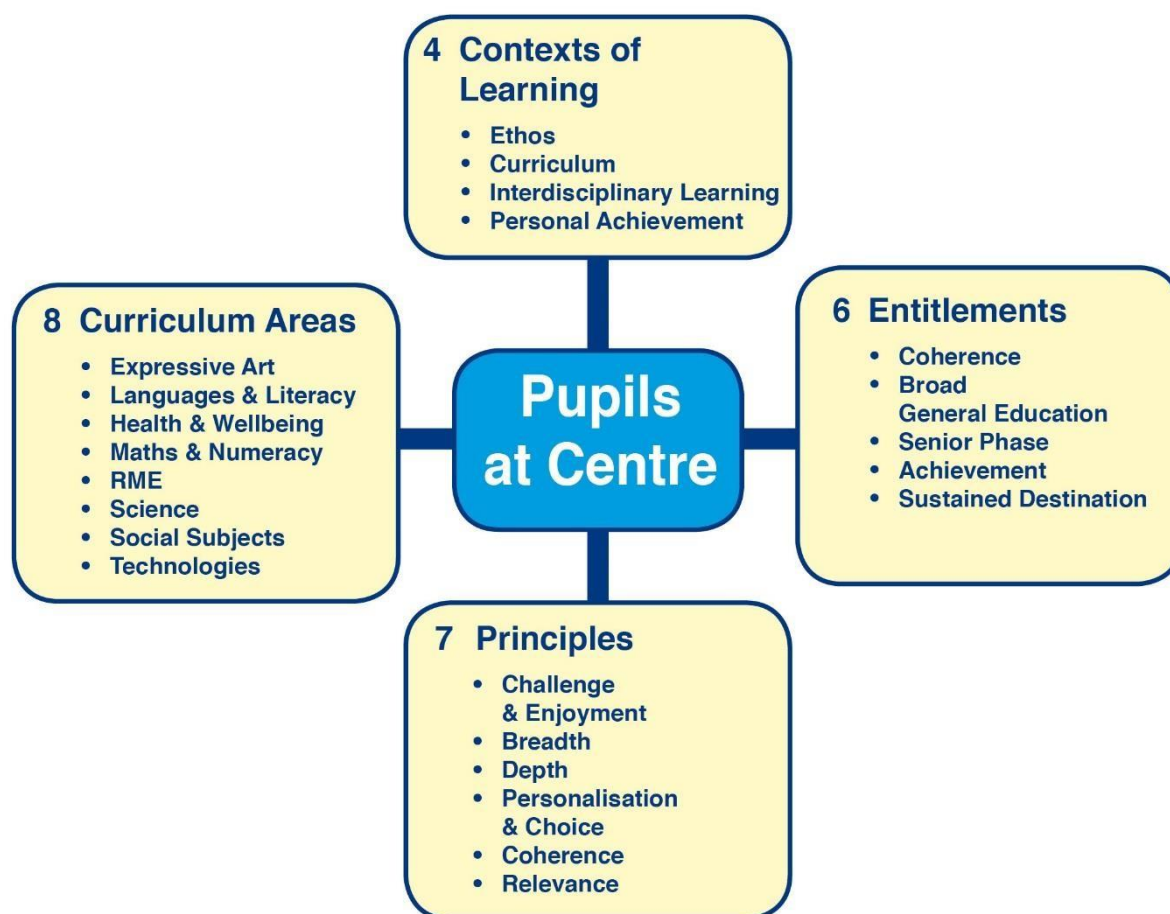 4 Contexts of
Learning
• Ethos
• Curriculum
• Interdisciplinary Learning
• Personal Achievement
8 Curriculum Areas
• Expressive Art
• Languages & Literacy
• Health & Wellbeing
• Maths & Numeracy
• RME
• Science
• Social Subjects
• Technologies
Pupils
at Centre
6 Entitlements
• Coherence
• Broad
General Education
• Senior Phase
• Achievement
• Sustained Destination
7 Principles
• Challenge
& Enjoyment
• Breadth
• Depth
• Personalisation
& Choice
• Coherence
• Relevance